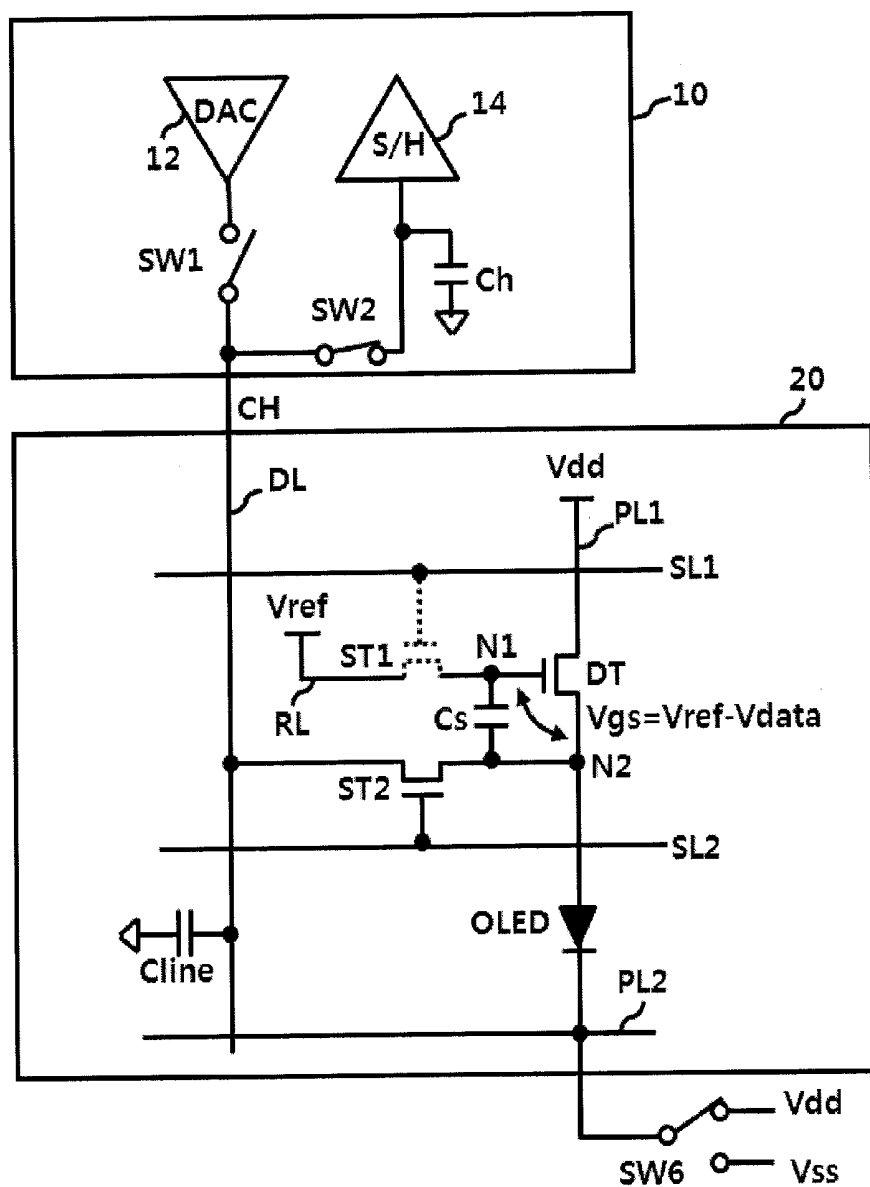 10
DAC
14
12
S/H
SW1
Ch
SW2
CH
20
DL
Vdd
PL1
SL1
Vref
ST1
N1
DT
RL
Cs
Vgs=Vref-Vdata
N2
ST2
SL2
OLED
Cline
PL2
Vdd
SW6
Vss